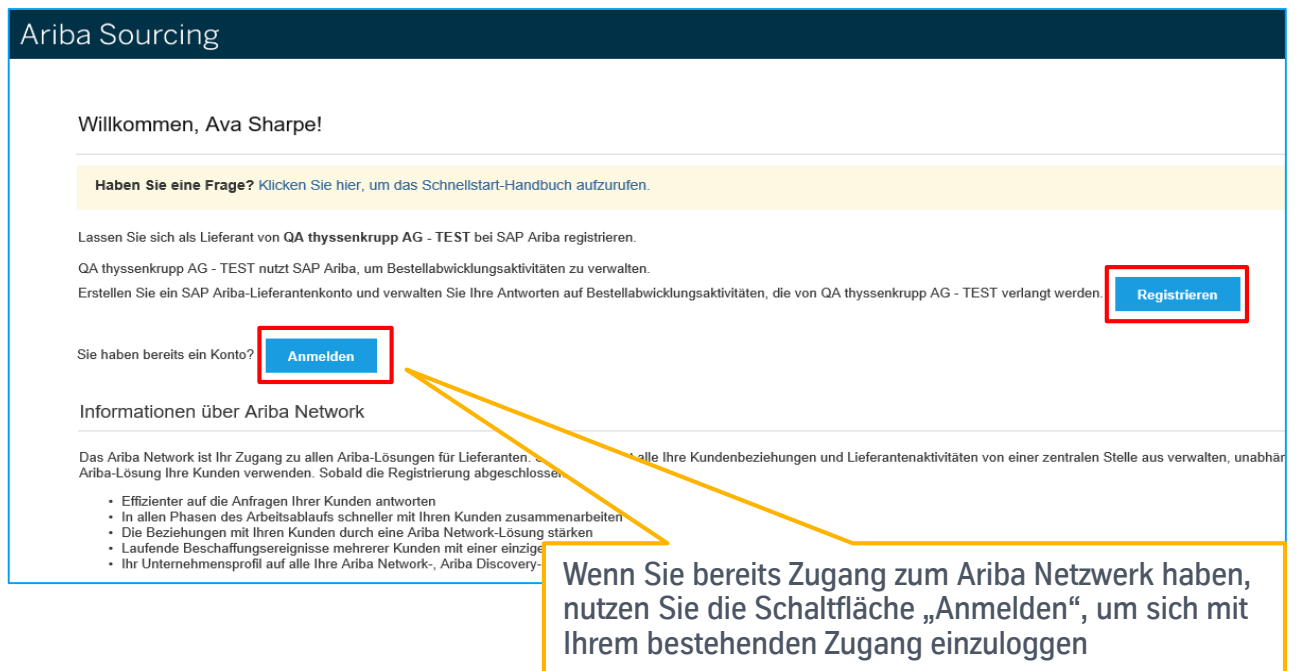 Ariba Sourcing
Willkommen, Ava Sharpe!
Haben Sie eine Frage? Klicken Sie hier, um das Schnellstart-Handbuch aufzurufen.
Lassen Sie sich als Lieferant von QA thyssenkrupp AG - TEST bei SAP Ariba registrieren.
QA thyssenkrupp AG - TEST nutzt SAP Ariba, um Bestellabwicklungsaktivitäten zu verwalten.
Erstellen Sie ein SAP Ariba-Lieferantenkonto und verwalten Sie Ihre Antworten auf Bestellabwicklungsaktivitäten, die von QA thyssenkrupp AG - TEST verlangt werden. Registrieren
Sie haben bereits ein Konto? Anmelden
Informationen über Ariba Network
Das Ariba Network ist Ihr Zugang zu allen Ariba-Lösungen für Lieferanten. alle Ihre Kundenbeziehungen und Lieferantenaktivitäten von einer zentralen Stelle aus verwalten,
Ariba-Lösung Ihre Kunden verwenden. Sobald die Registrierung
• Effizienter auf die Anfragen Ihrer Kunden antworten
• In allen Phasen des Arbeitsablaufs schneller mit Ihren Kunden zusammenarbeiten
• Die Beziehungen mit Ihren Kunden durch eine Ariba Network-Lösung stärken
• Laufende Beschaffungsereignisse mehrerer Kunden mit einer
• Ihr Unternehmensprofil auf alle Ihre Ariba Network-, Ariba Discovery-
Wenn Sie bereits Zugang zum Ariba Netzwerk haben,
nutzen Sie die Schaltfläche „Anmelden“, um sich mit
Ihrem bestehenden Zugang einzuloggen